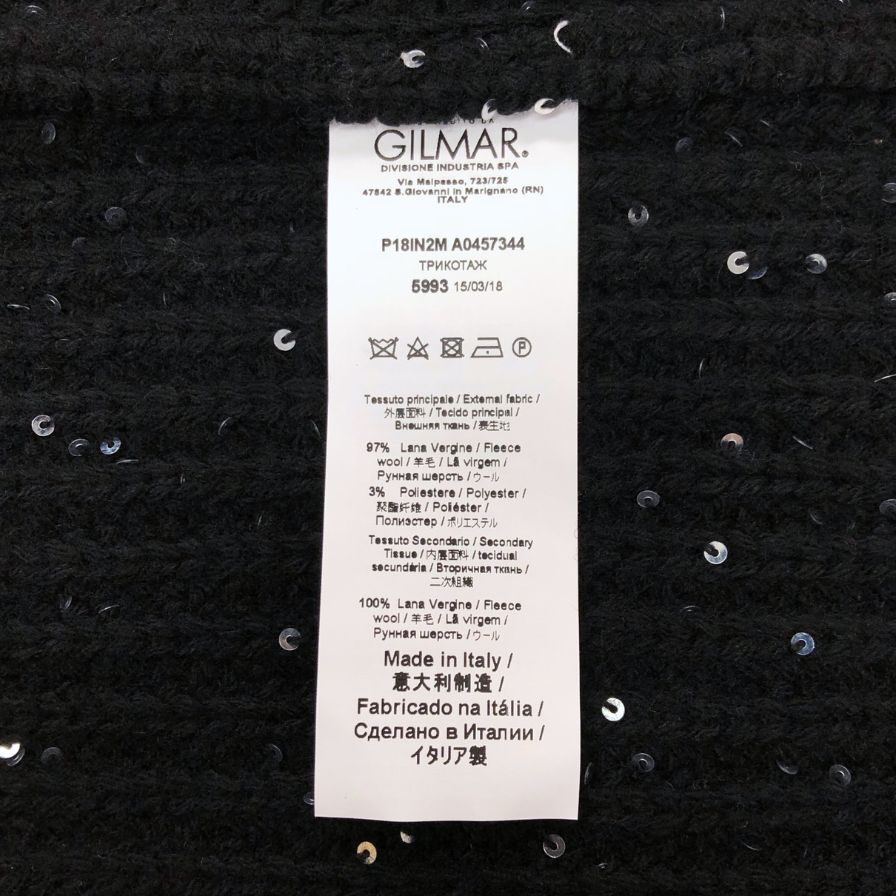 GILMAR®
DIVISIONE INDUSTRIA SPA
Via Malpasso, 723/725
47842 S.Giovanni in Marignano (RN)
ITALY
P18IN2M A0457344
ТРИКОТАЖ
5993 15/03/18
P
Tessuto principale / External fabric /
外层面料 / Tecido principal /
Внешняя ткань / 表生地
97% Lana Vergine / Fleece
wool / 羊毛 / Lã virgem /
Рунная шерсть / ウール
3% Poliestere / Polyester /
聚酯纤维 / Poliéster /
Полиэстер / ポリエステル
Tessuto Secondario / Secondary
Tissue / 内层面料 / tecidual
secundária / Вторичная ткань /
二次組織
100% Lana Vergine / Fleece
wool / 羊毛 / Lã virgem /
Рунная шерсть / ウール
Made in Italy /
意大利制造 /
Fabricado na Itália /
Сделано в Италии /
イタリア製